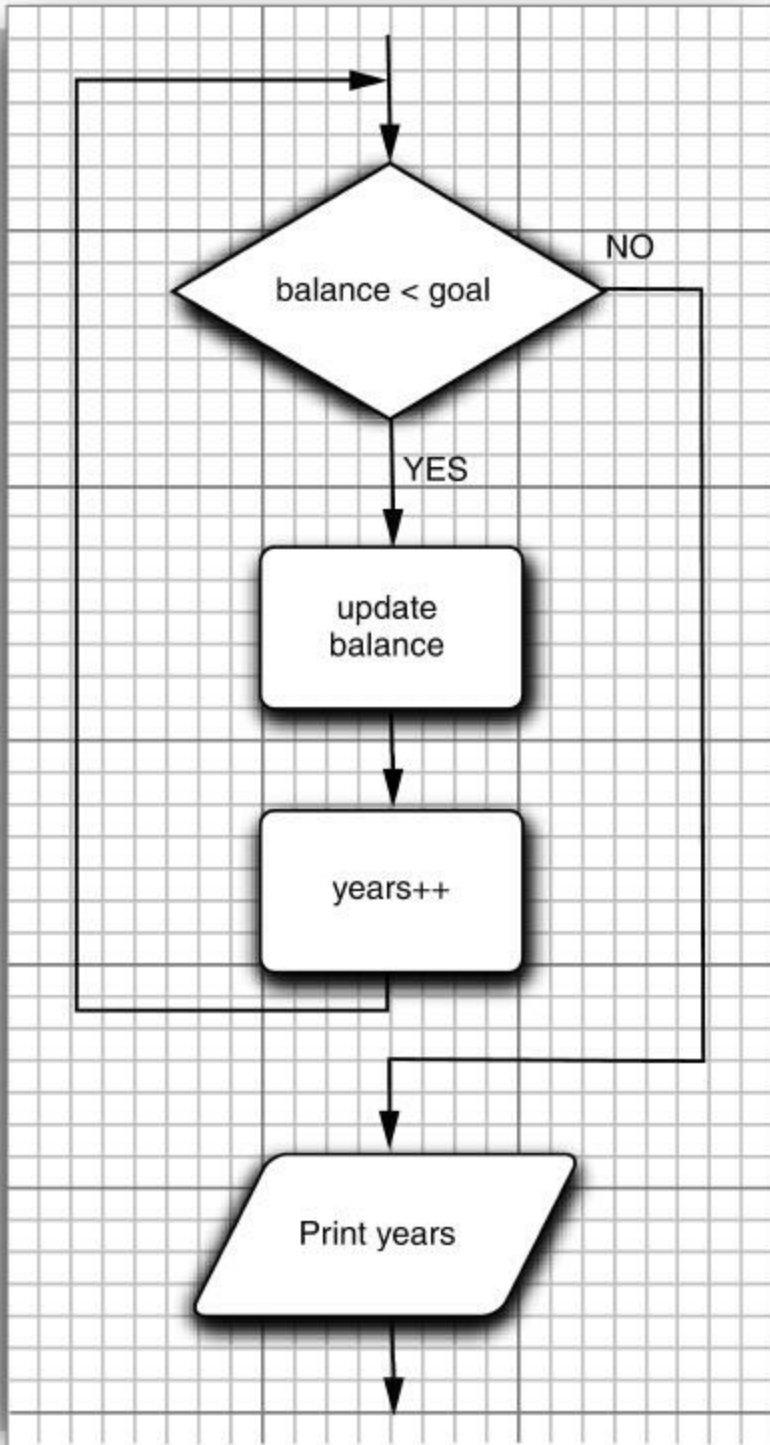 NO
balance < goal
YES
update
balance
years++
Print years